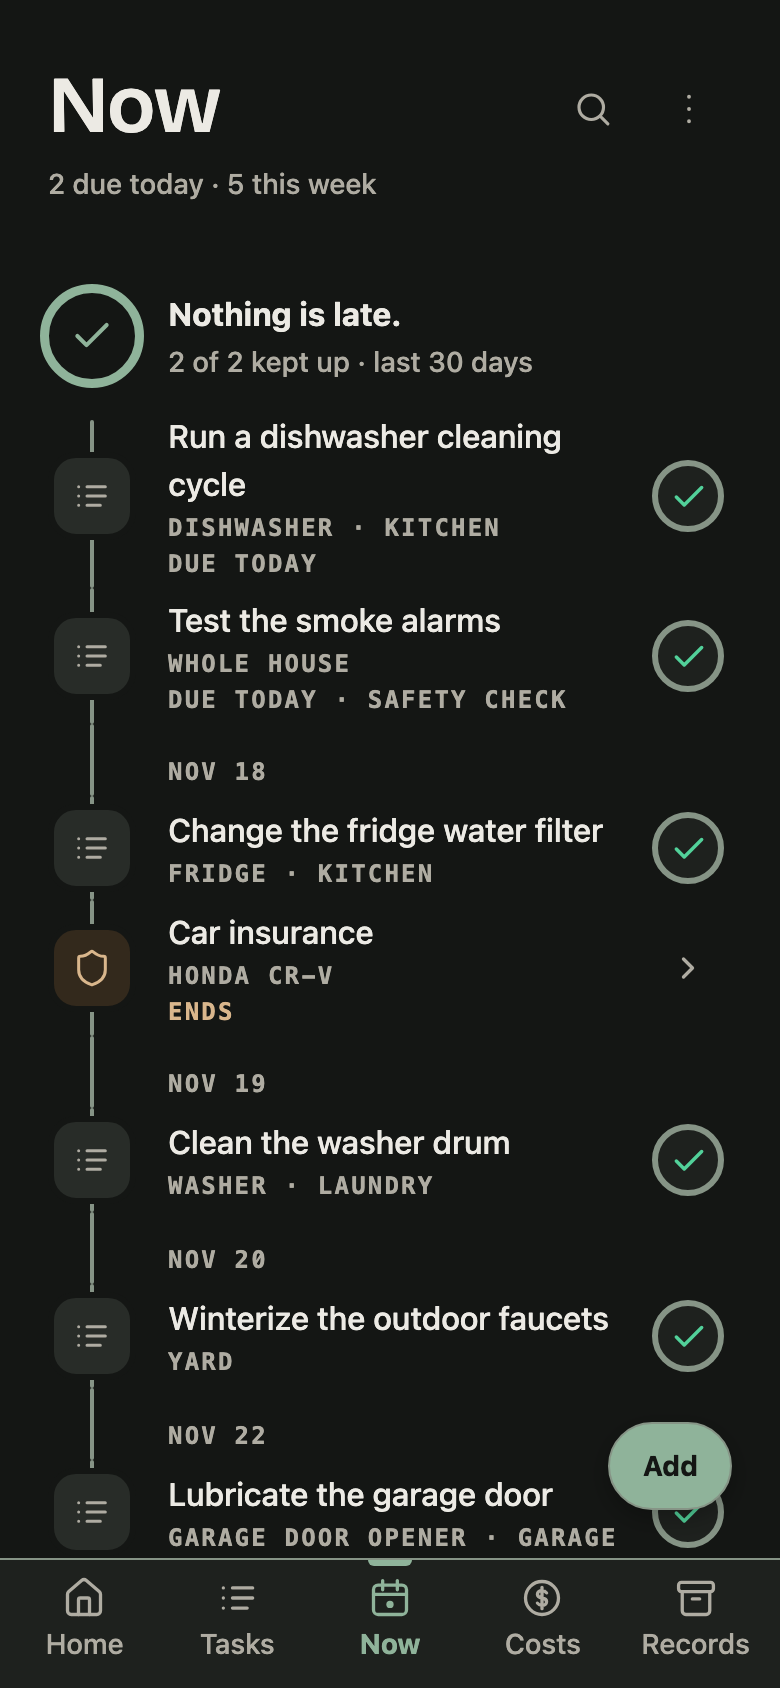 Now
2 due today · 5 this week
Nothing is late.
2 of 2 kept up · last 30 days
Run a dishwasher cleaning
cycle
DISHWASHER · KITCHEN
DUE TODAY
Test the smoke alarms
WHOLE HOUSE
DUE TODAY · SAFETY CHECK
NOV 18
Change the fridge water filter
FRIDGE · KITCHEN
Car insurance
HONDA CR–V
ENDS
NOV 19
Clean the washer drum
WASHER · LAUNDRY
NOV 20
Winterize the outdoor faucets
YARD
NOV 22
Add
Lubricate the garage door
GARAGE DOOR OPENER · GARAGE
Home
Tasks
Now
Costs
Records